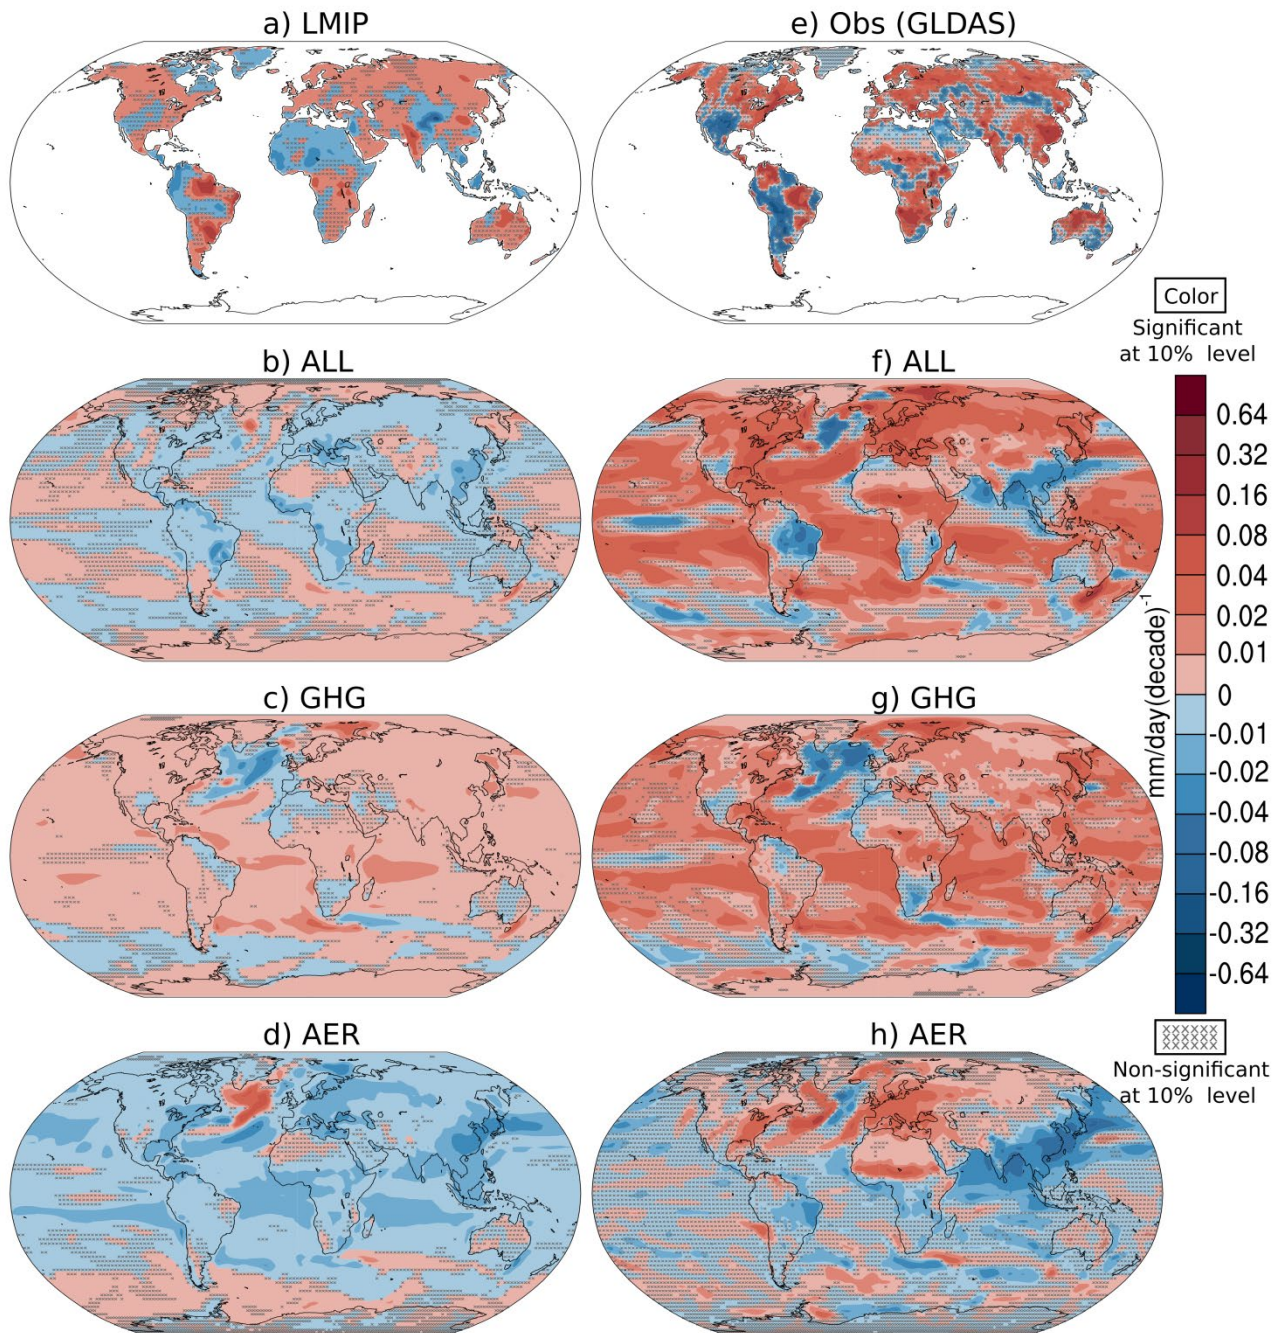 a) LMIP
e) Obs (GLDAS)
b) ALL
f) ALL
c) GHG
g) GHG
d) AER
h) AER
Color
Significant
at 10% level
0.64
0.32
0.16
0.08
0.04
0.02
0.01
0
-0.01
-0.02
-0.04
-0.08
-0.16
-0.32
-0.64
mm/day(decade)⁻¹
XXXXX
XXXXX
Non-significant
at 10% level